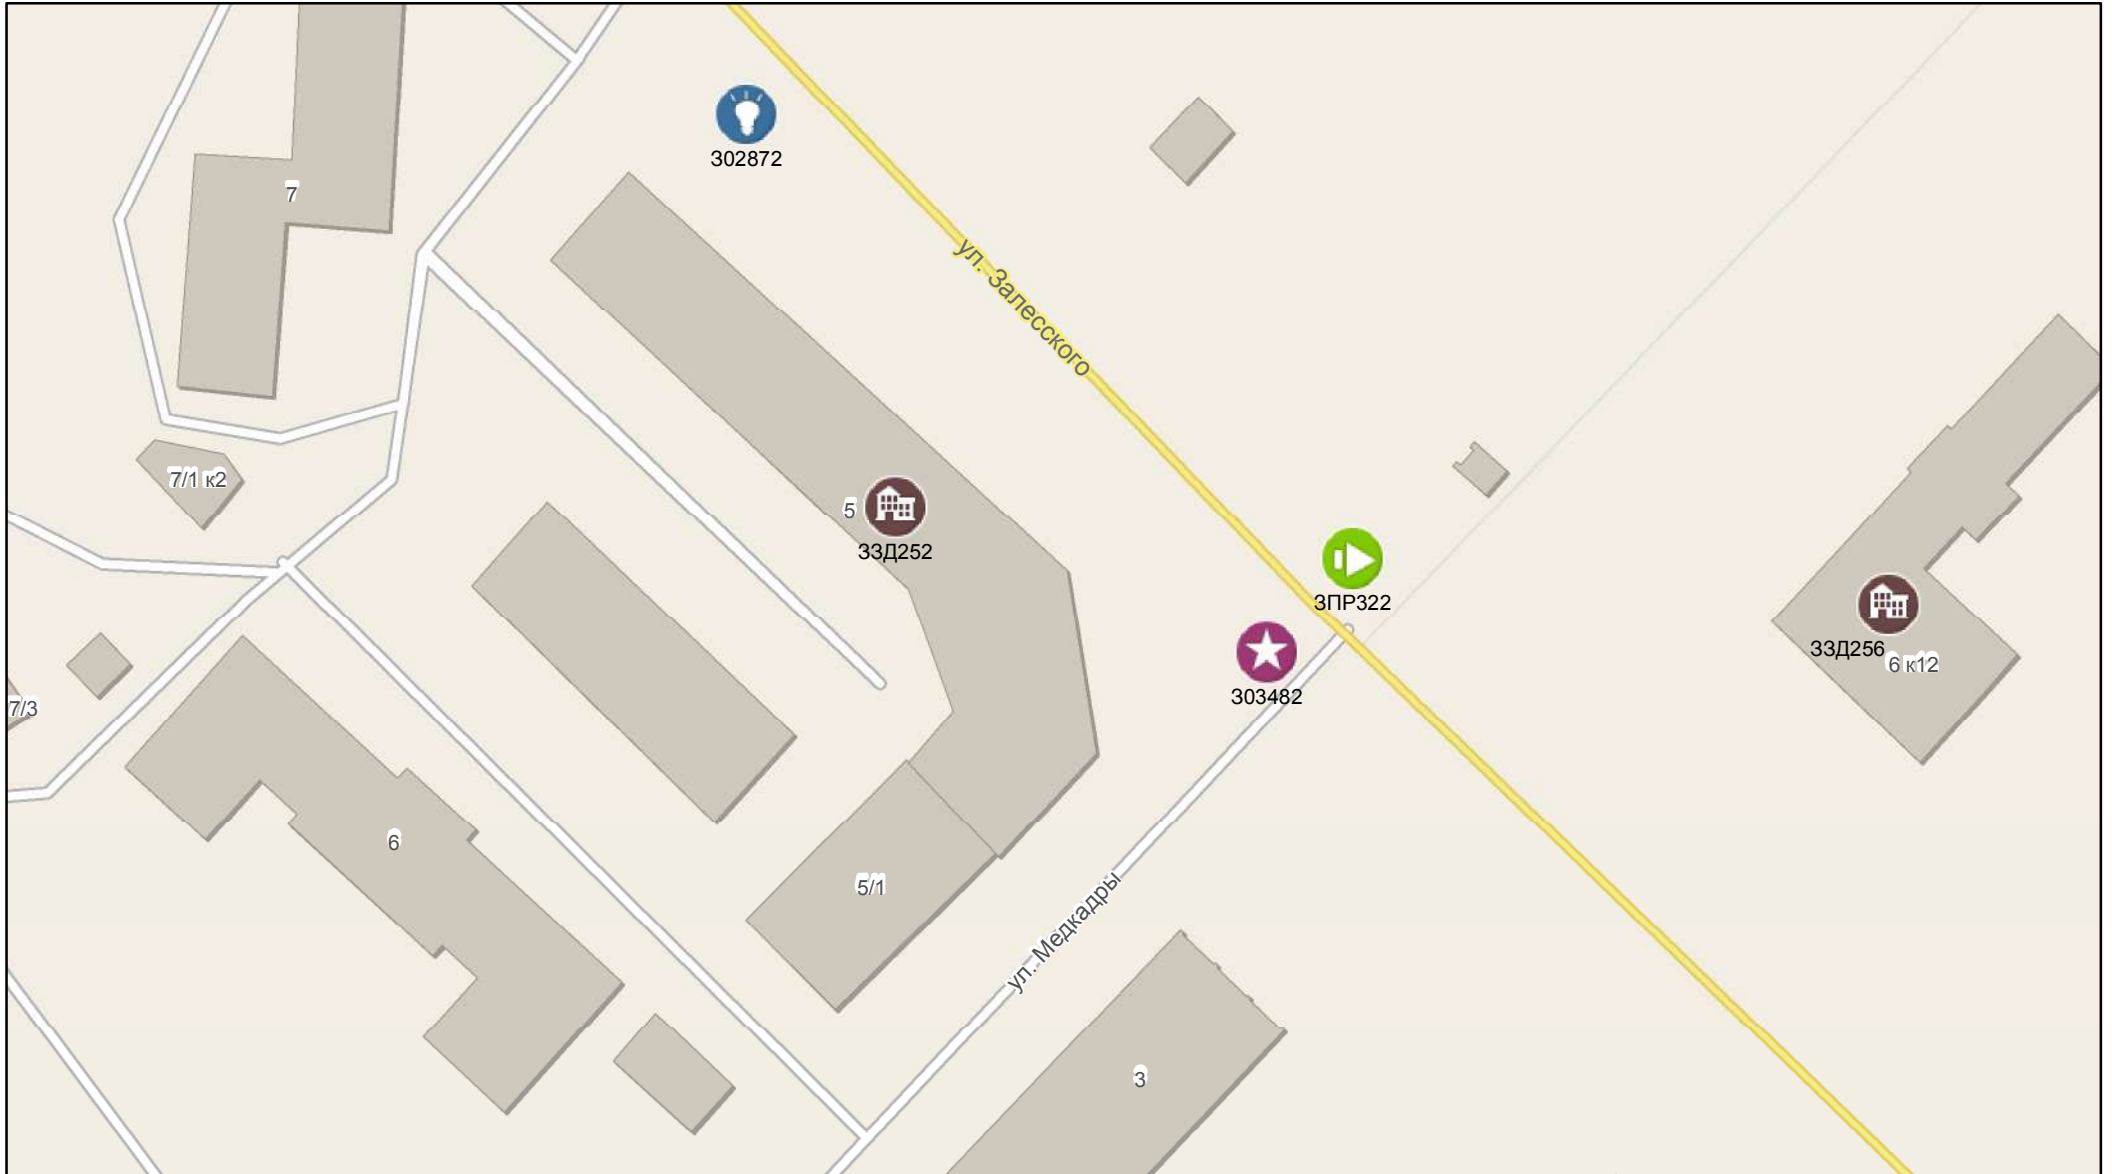 302872
7
ул. Залесского
7/1 к2
5
ЗЗД252
ЗПР322
ЗЗД256
6 к12
303482
7/3
6
5/1
ул. Медкадры
3